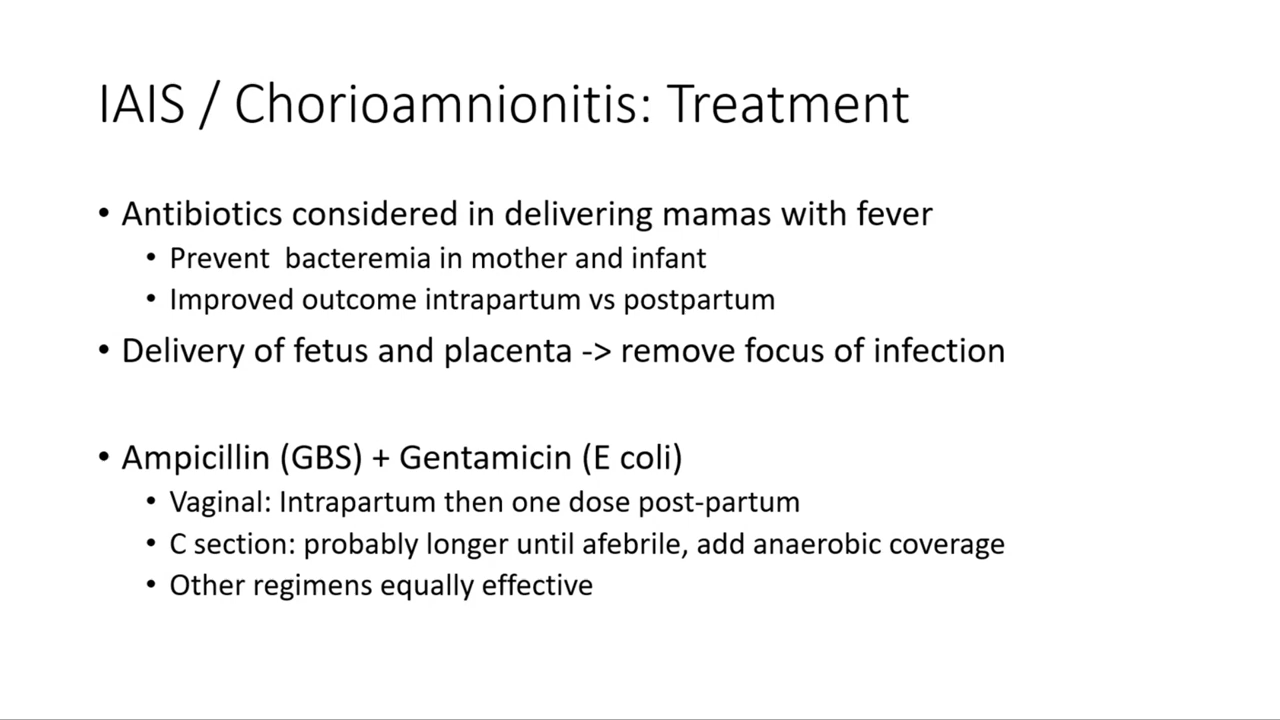 IAIS / Chorioamnionitis: Treatment
• Antibiotics considered in delivering mamas with fever
• Prevent  bacteremia in mother and infant
• Improved outcome intrapartum vs postpartum
• Delivery of fetus and placenta -> remove focus of infection
• Ampicillin (GBS) + Gentamicin (E coli)
• Vaginal: Intrapartum then one dose post-partum
• C section: probably longer until afebrile, add anaerobic coverage
• Other regimens equally effective